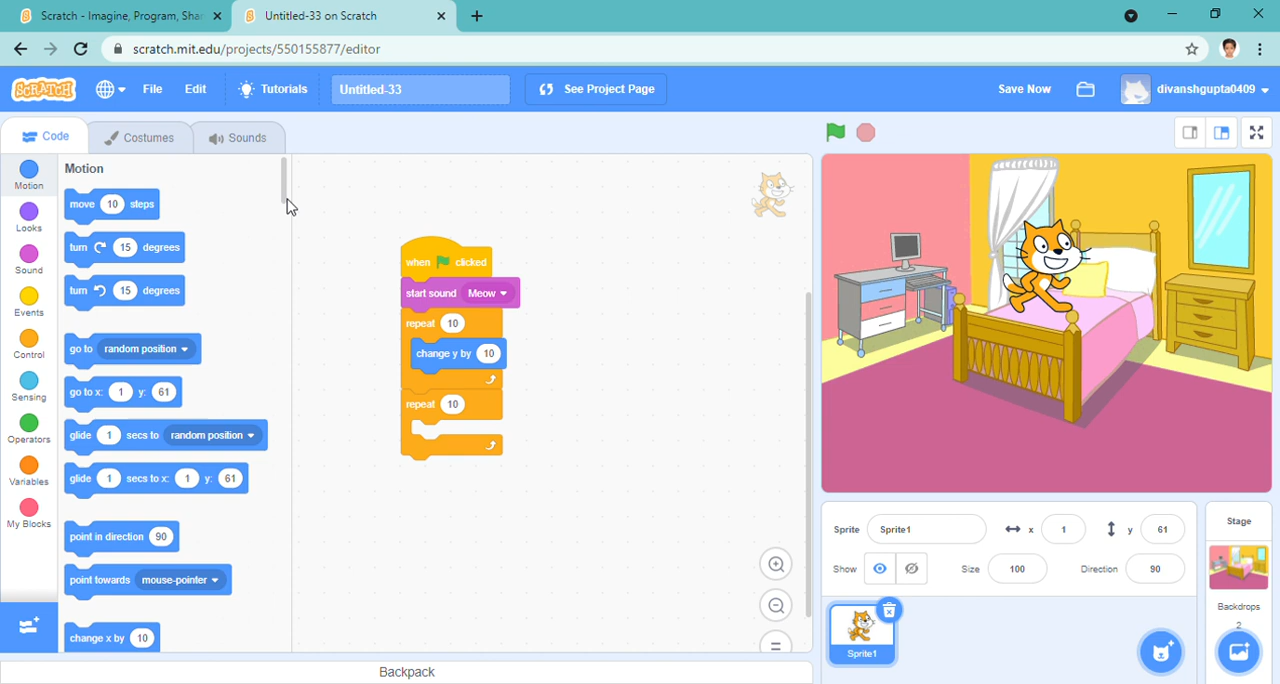 Scratch - Imagine, Program, Sha
Untitled-33 on Scratch
scratch.mit.edu/projects/550155877/editor
SCRATCH
File
Edit
Tutorials
Untitled-33
See Project Page
Save Now
divanshgupta0409
Code
Costumes
Sounds
Motion
Looks
Sound
Events
Control
Sensing
Operators
Variables
My Blocks
Motion
move 10 steps
turn 15 degrees
turn 15 degrees
go to random position
go to x: 1 y: 61
glide 1 secs to random position
glide 1 secs to x: 1 y: 61
point in direction 90
point towards mouse-pointer
change x by 10
when clicked
start sound Meow
repeat 10
change y by 10
repeat 10
Sprite Sprite1 x 1 y 61
Show Size 100 Direction 90
Sprite1
Stage
Backdrops
2
Backpack